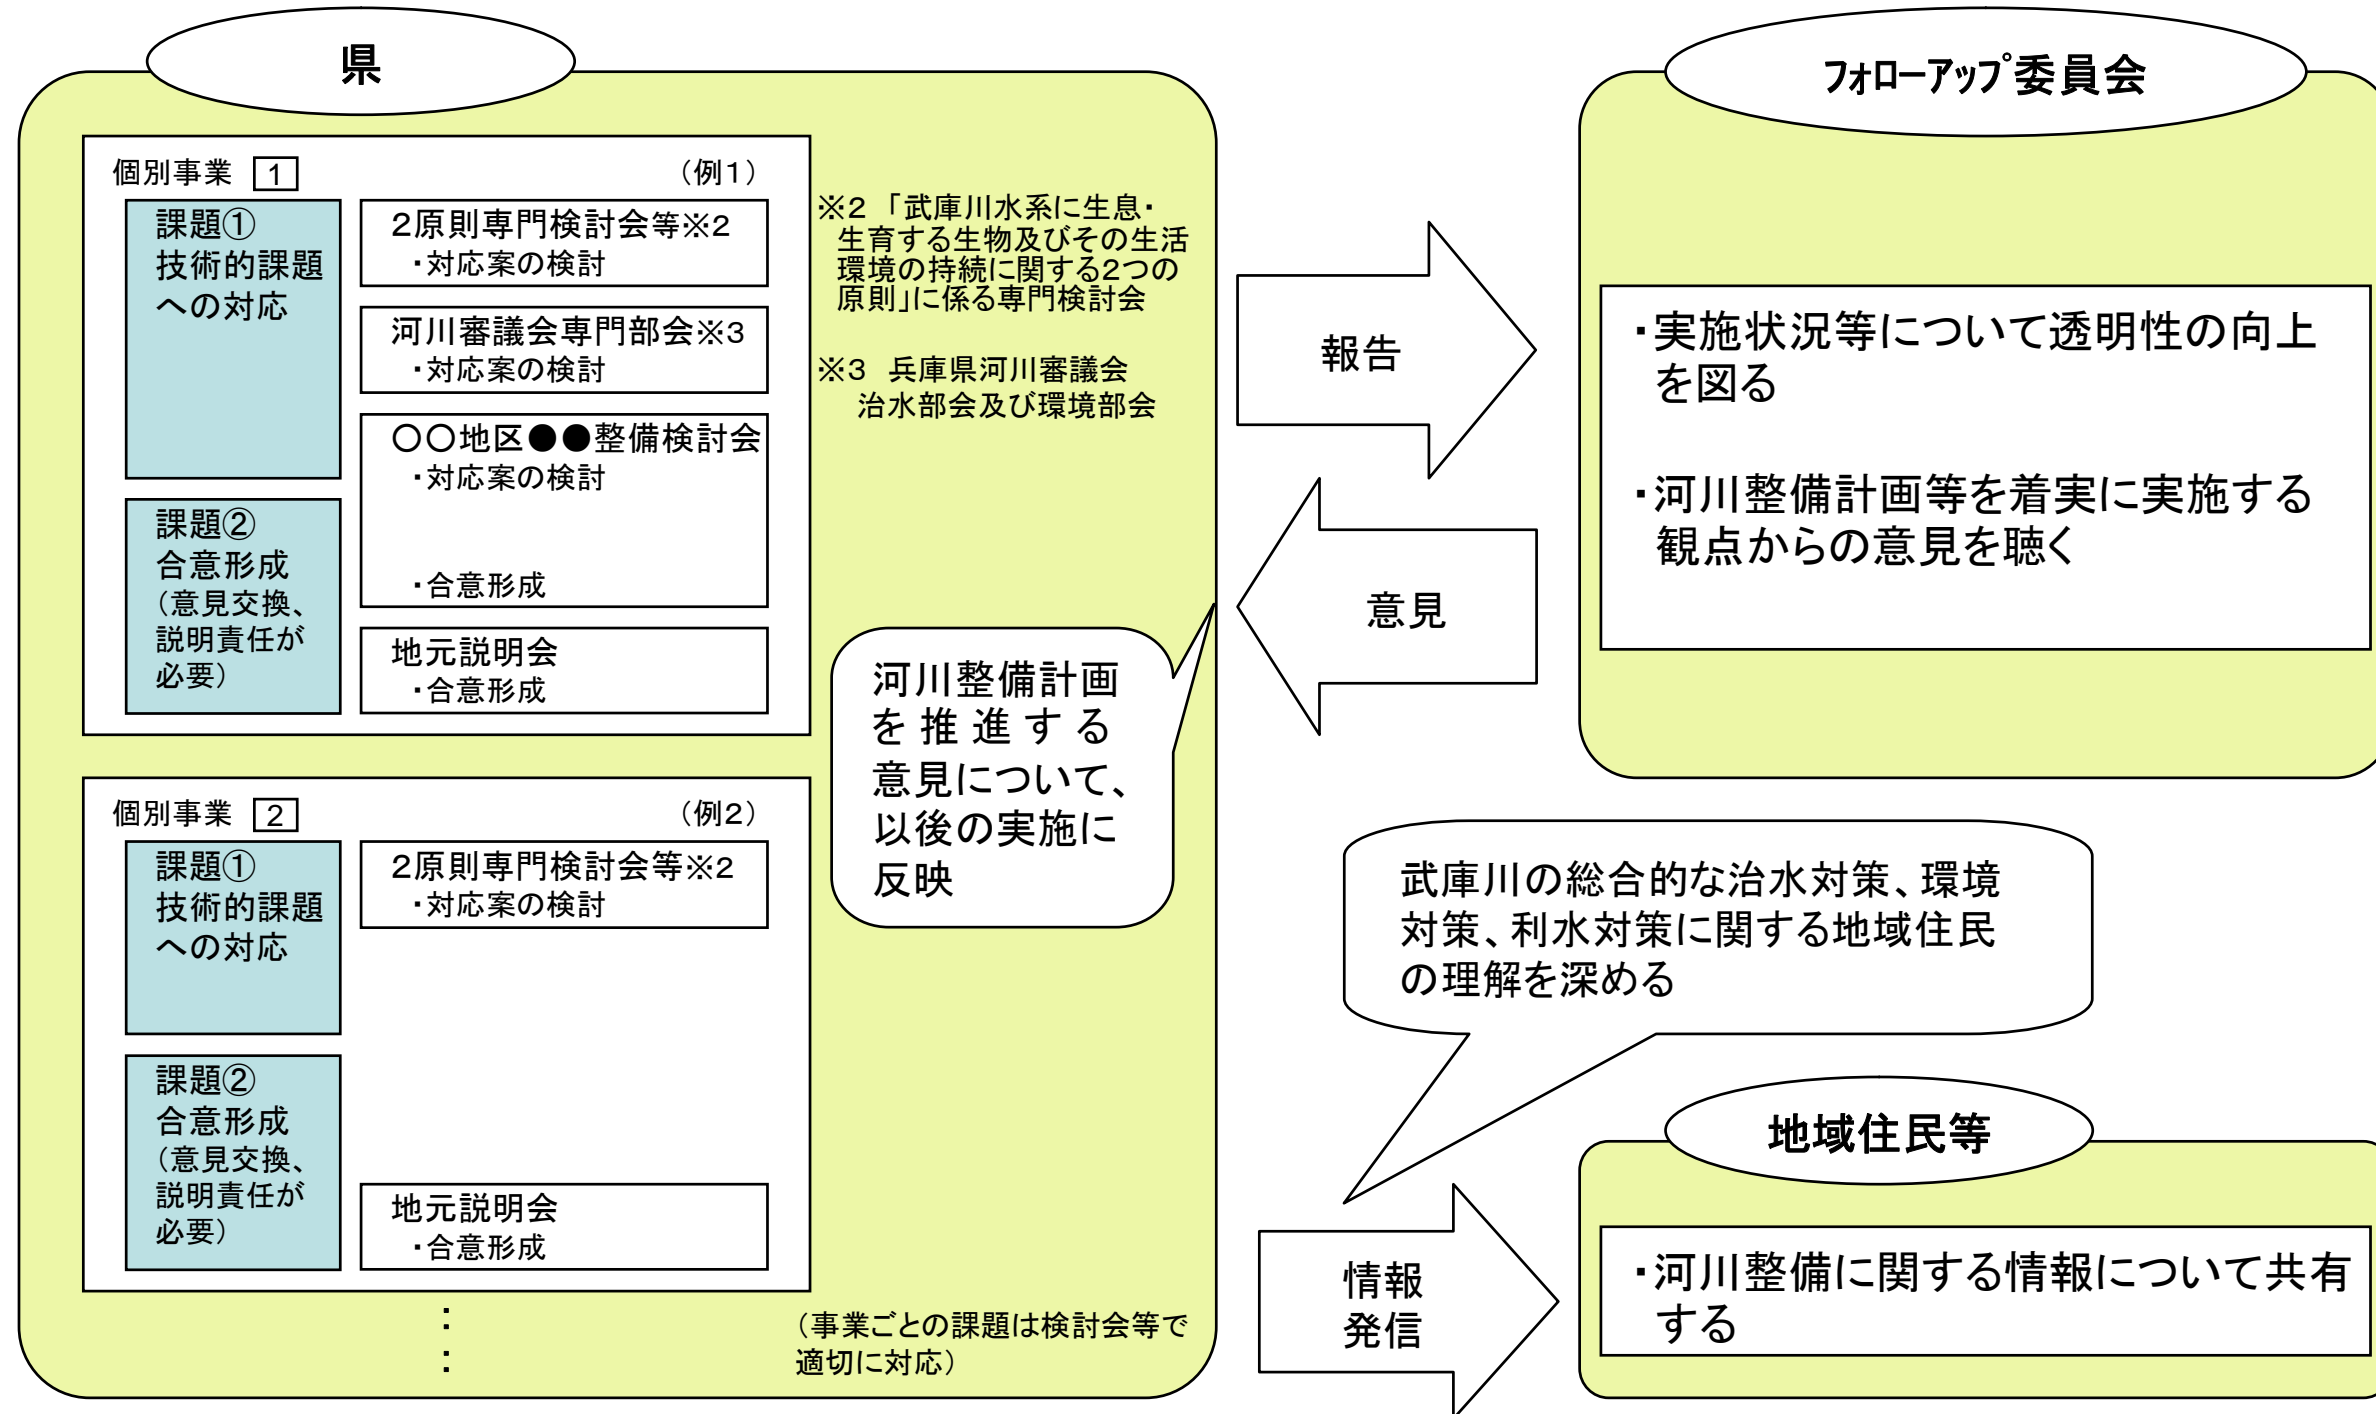 県
個別事業 1 （例1）
課題①
技術的課題
への対応
2原則専門検討会等※2
・対応案の検討
河川審議会専門部会※3
・対応案の検討
〇〇地区●●整備検討会
・対応案の検討
・合意形成
課題②
合意形成
（意見交換、
説明責任が
必要）
地元説明会
・合意形成
※2 「武庫川水系に生息・
生育する生物及びその生活
環境の持続に関する2つの
原則」に係る専門検討会
※3 兵庫県河川審議会
治水部会及び環境部会
河川整備計画
を推進する
意見について、
以後の実施に
反映
個別事業 2 （例2）
課題①
技術的課題
への対応
2原則専門検討会等※2
・対応案の検討
課題②
合意形成
（意見交換、
説明責任が
必要）
地元説明会
・合意形成
（事業ごとの課題は検討会等で
適切に対応）
報告
意見
フォローアップ委員会
・実施状況等について透明性の向上
を図る
・河川整備計画等を着実に実施する
観点からの意見を聴く
武庫川の総合的な治水対策、環境
対策、利水対策に関する地域住民
の理解を深める
情報
発信
地域住民等
・河川整備に関する情報について共有
する